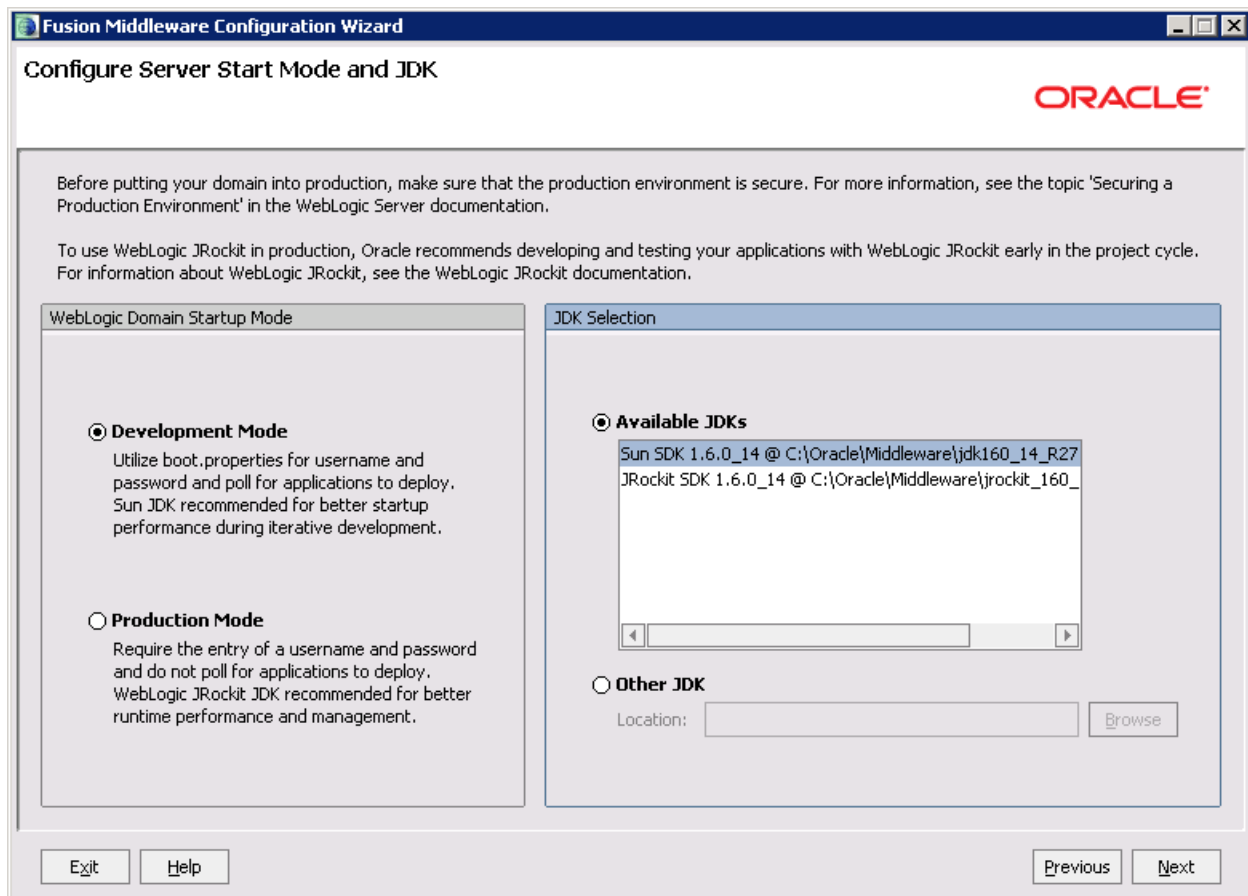 Fusion Middleware Configuration Wizard
Configure Server Start Mode and JDK
ORACLE
Before putting your domain into production, make sure that the production environment is secure. For more information, see the topic 'Securing a
Production Environment' in the WebLogic Server documentation.
To use WebLogic JRockit in production, Oracle recommends developing and testing your applications with WebLogic JRockit early in the project cycle.
For information about WebLogic JRockit, see the WebLogic JRockit documentation.
WebLogic Domain Startup Mode
Development Mode
Utilize boot.properties for username and
password and poll for applications to deploy.
Sun JDK recommended for better startup
performance during iterative development.
Production Mode
Require the entry of a username and password
and do not poll for applications to deploy.
WebLogic JRockit JDK recommended for better
runtime performance and management.
JDK Selection
Available JDKs
Sun SDK 1.6.0_14 @ C:\Oracle\Middleware\jdk160_14_R27
JRockit SDK 1.6.0_14 @ C:\Oracle\Middleware\jrockit_160_
Other JDK
Location:
Browse
Exit
Help
Previous
Next